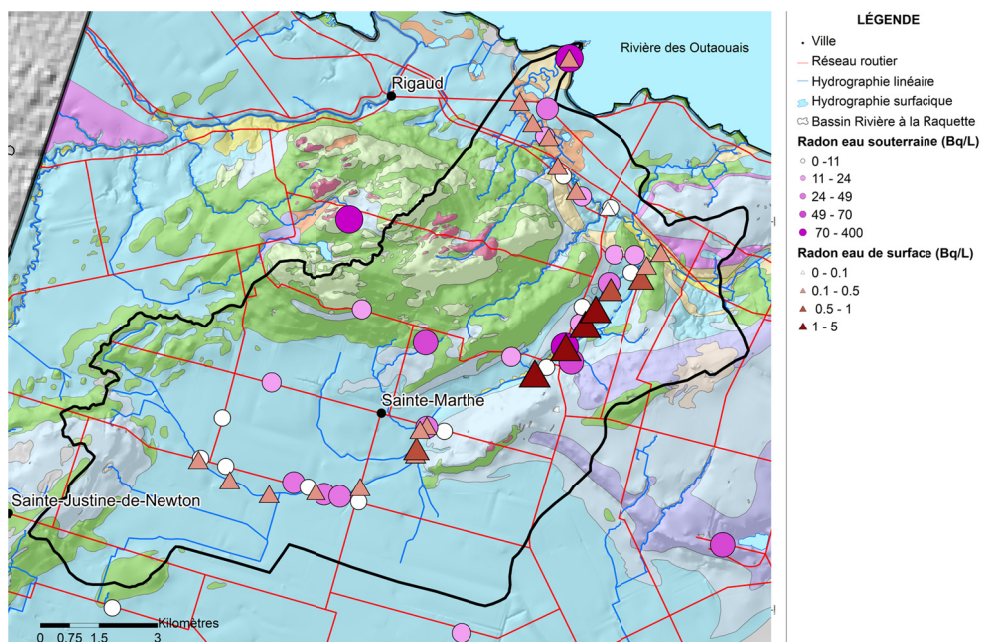 Rivière des Outaouais
Rigaud
Sainte-Marthe
Sainte-Justine-de-Newton
Kilomètres
0 0.75 1.5 3
LÉGENDE
Ville
Réseau routier
Hydrographie linéaire
Hydrographie surfacique
Bassin Rivière à la Raquette
Radon eau souterraine (Bq/L)
0 -11
11 - 24
24 - 49
49 - 70
70 - 400
Radon eau de surface (Bq/L)
0 - 0.1
0.1 - 0.5
0.5 - 1
1 - 5